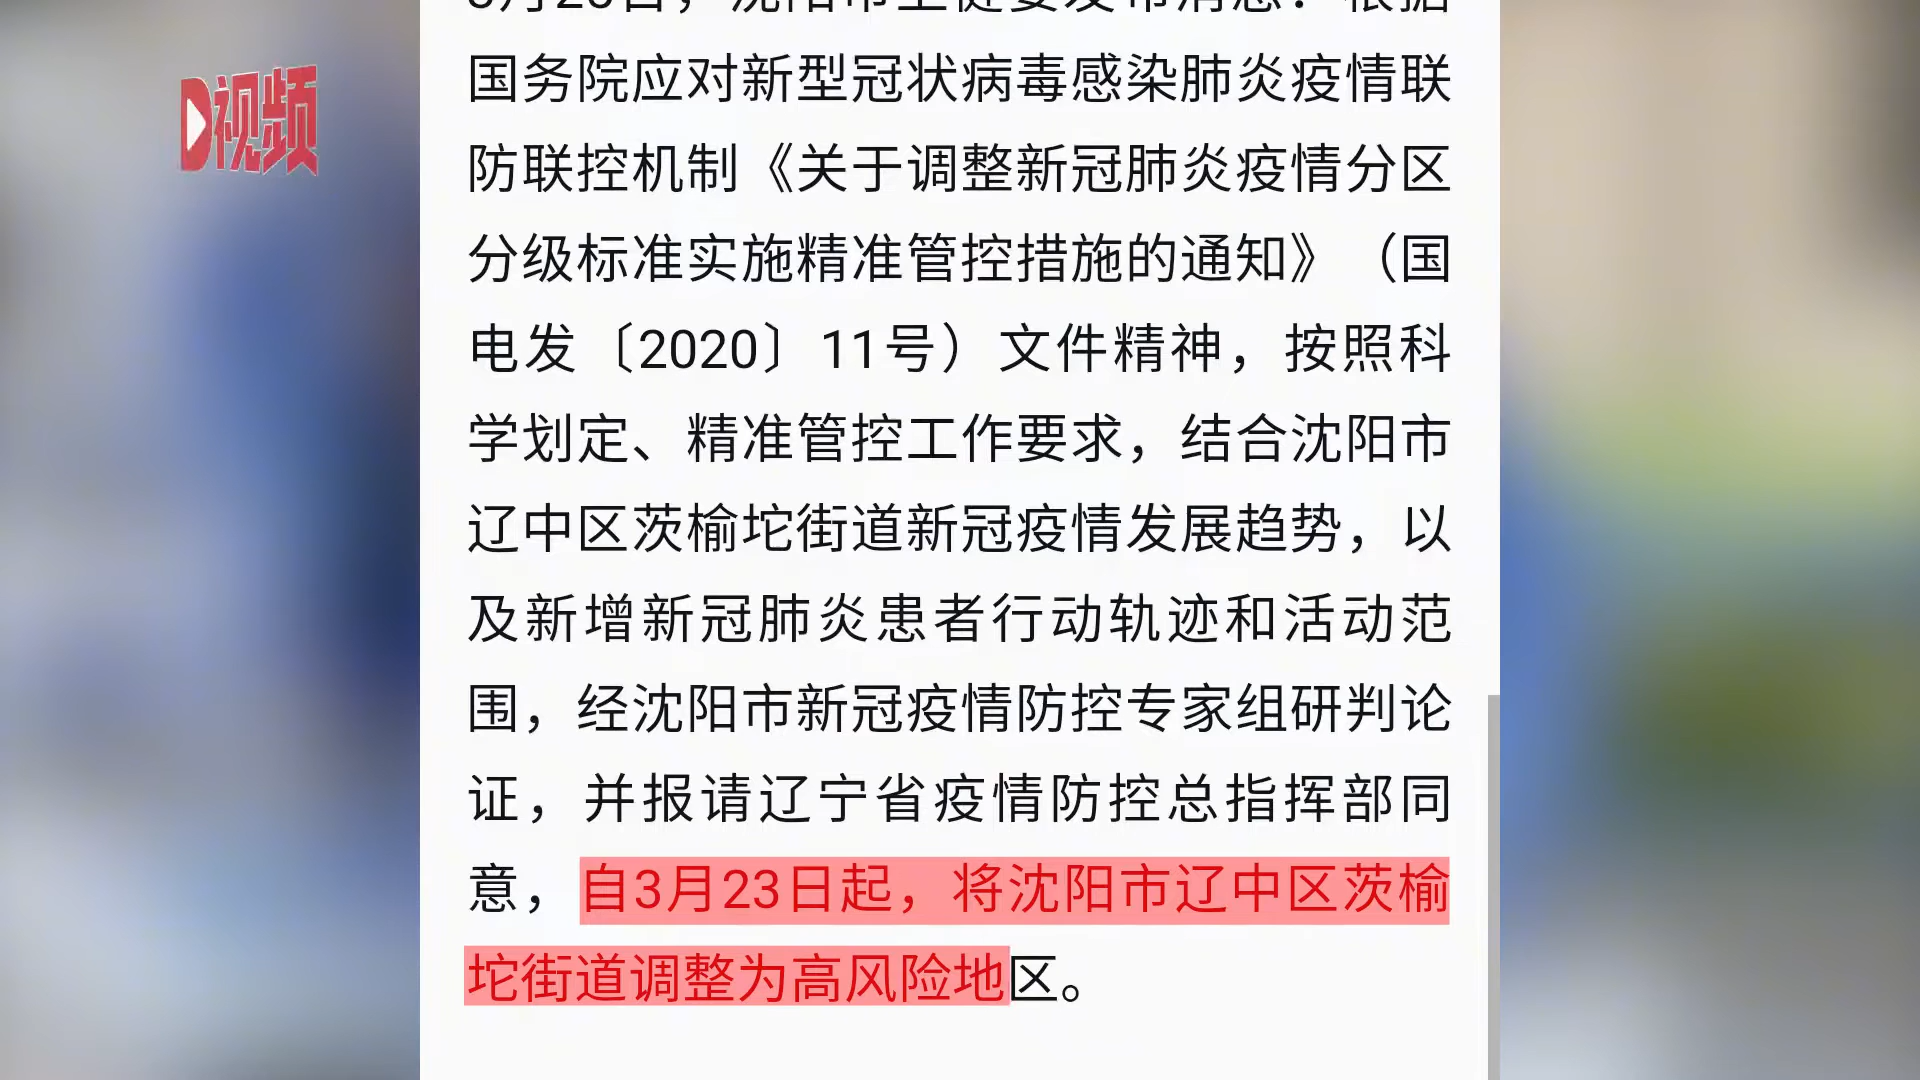 视频
国务院应对新型冠状病毒感染肺炎疫情联
防联控机制《关于调整新冠肺炎疫情分区
分级标准实施精准管控措施的通知》（国
电发〔2020〕11号）文件精神，按照科
学划定、精准管控工作要求，结合沈阳市
辽中区茨榆坨街道新冠疫情发展趋势，以
及新增新冠肺炎患者行动轨迹和活动范
围，经沈阳市新冠疫情防控专家组研判论
证，并报请辽宁省疫情防控总指挥部同
意，自3月23日起，将沈阳市辽中区茨榆
坨街道调整为高风险地区。